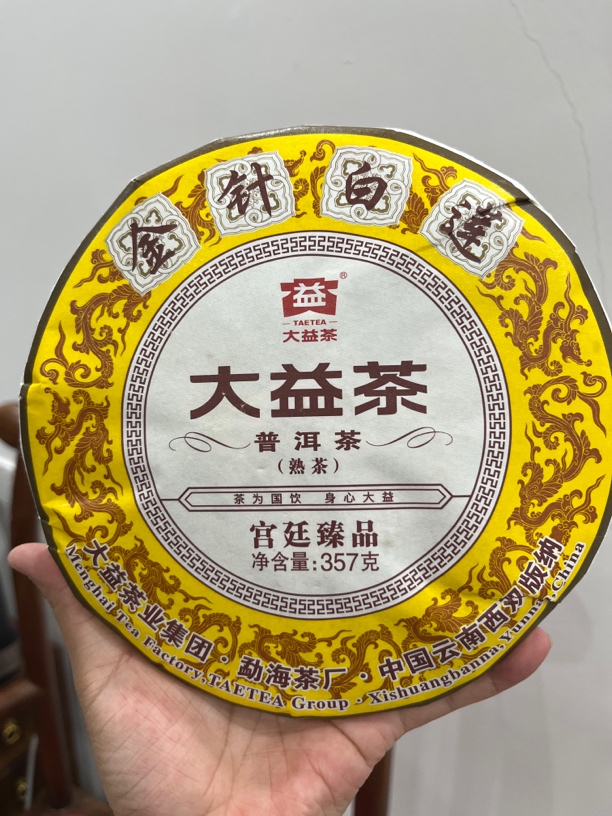 金针白莲
®
益
TAETEA
大益茶
大益茶
普洱茶
(熟茶)
茶为国饮 身心大益
宫廷臻品
净含量:357克
大益茶业集团 勐海茶厂·中国云南西双版纳
Menghai Tea Factory,TAETEA Group · Xishuangbanna,Yunnan,China